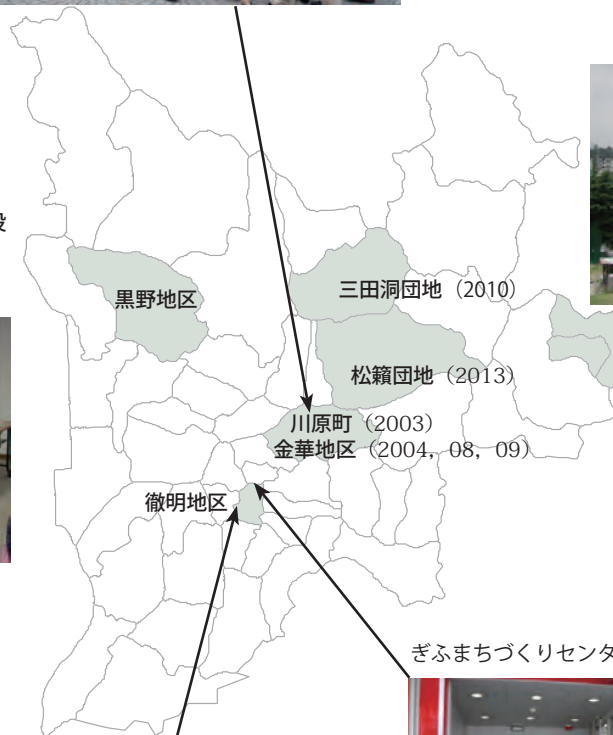 設
黒野地区
三田洞団地（2010）
松籟団地（2013）
川原町（2003）
金華地区（2004，08，09）
徹明地区
ぎふまちづくりセンタ